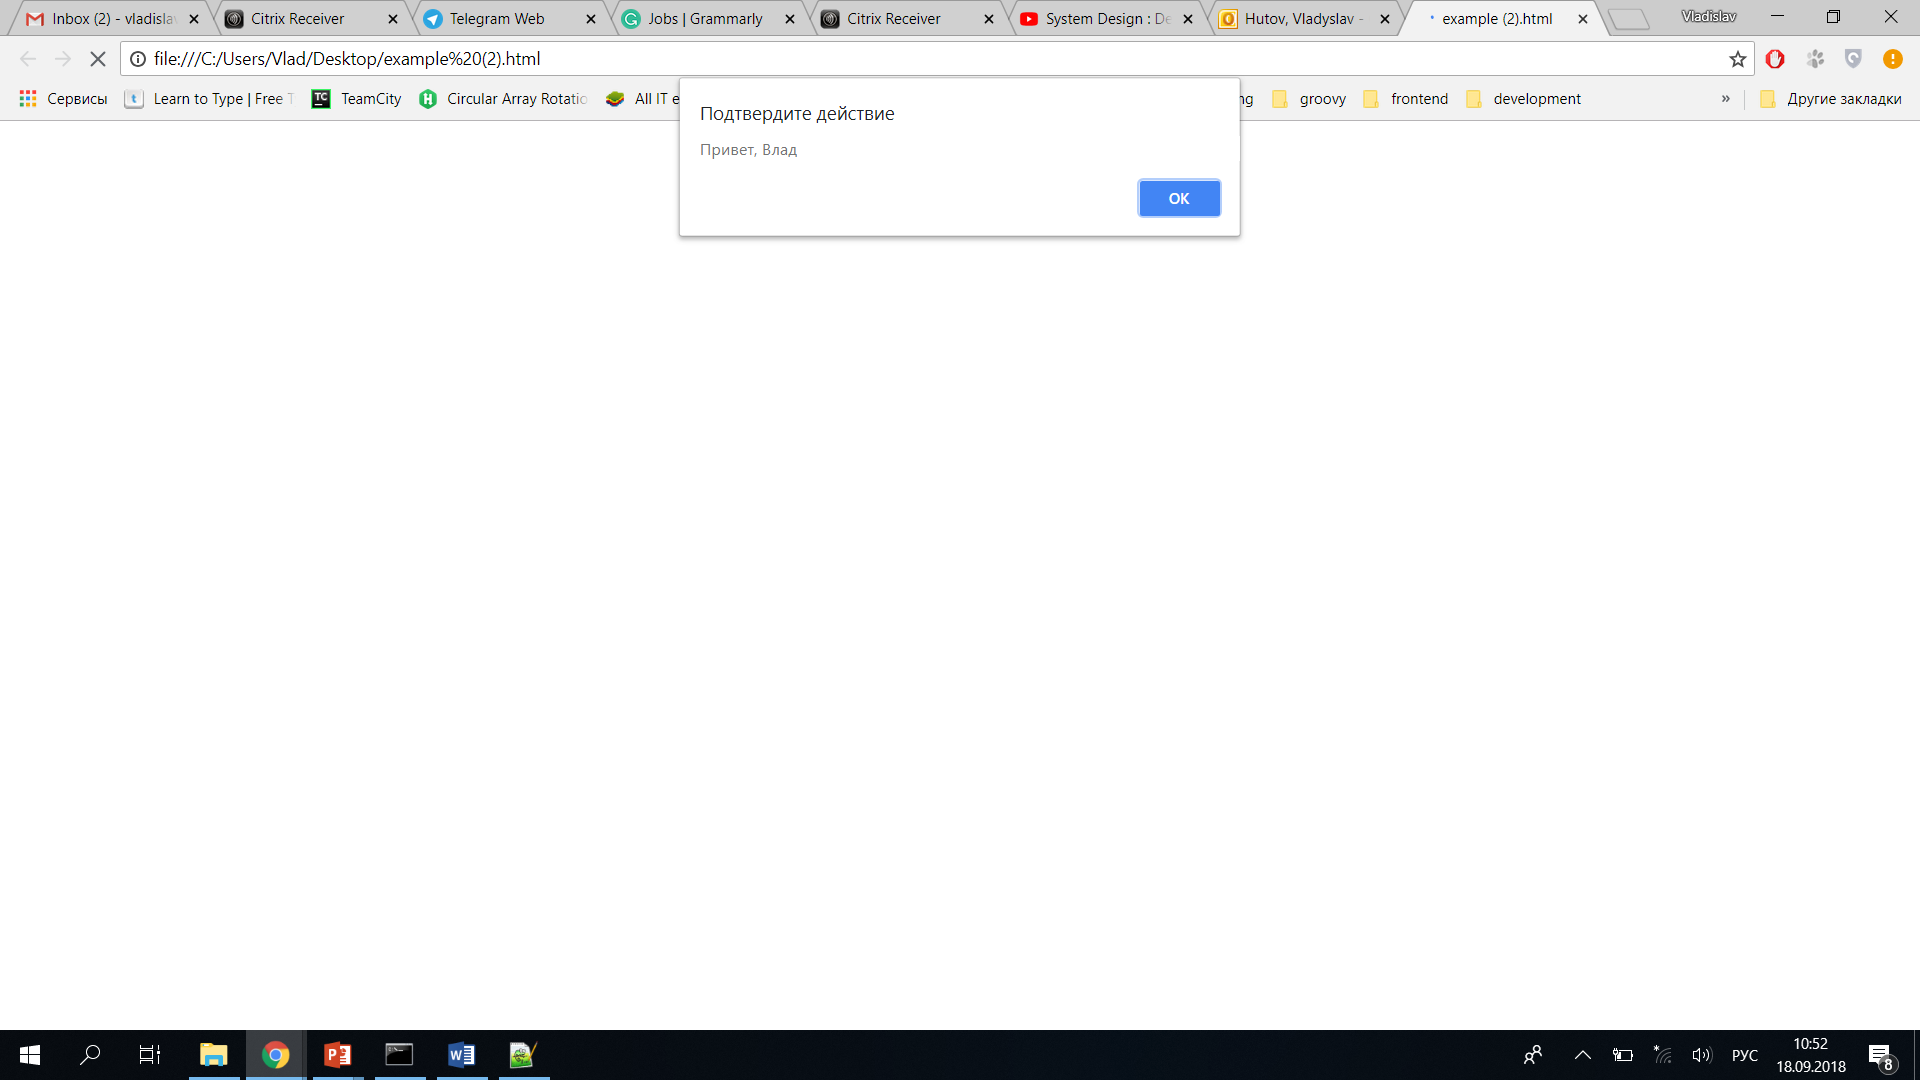 Inbox (2) - vladisla
Citrix Receiver
Telegram Web
Jobs | Grammarly
Citrix Receiver
System Design : De
Hutov, Vladyslav -
example (2).html
Vladislav
file:///C:/Users/Vlad/Desktop/example%20(2).html
Сервисы
Learn to Type | Free T
TeamCity
Circular Array Rotatio
All IT e
ng
groovy
frontend
development
»
Другие закладки
Подтвердите действие
Привет, Влад
ОК
РУС
10:52
18.09.2018
8